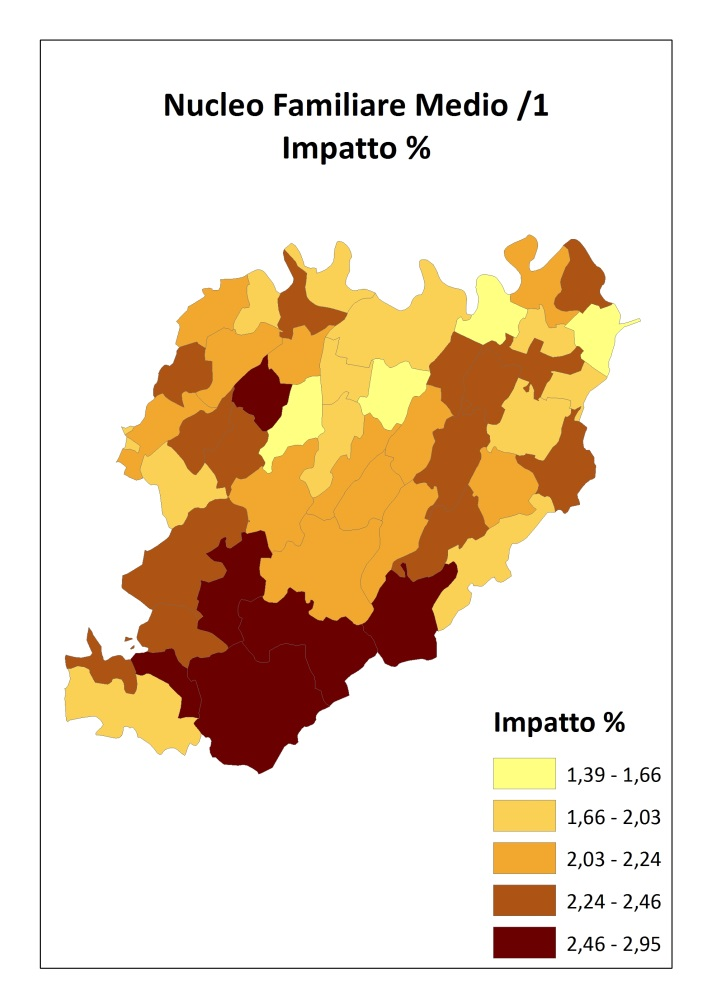 Nucleo Familiare Medio /1
Impatto %
Impatto %
1,39 - 1,66
1,66 - 2,03
2,03 - 2,24
2,24 - 2,46
2,46 - 2,95